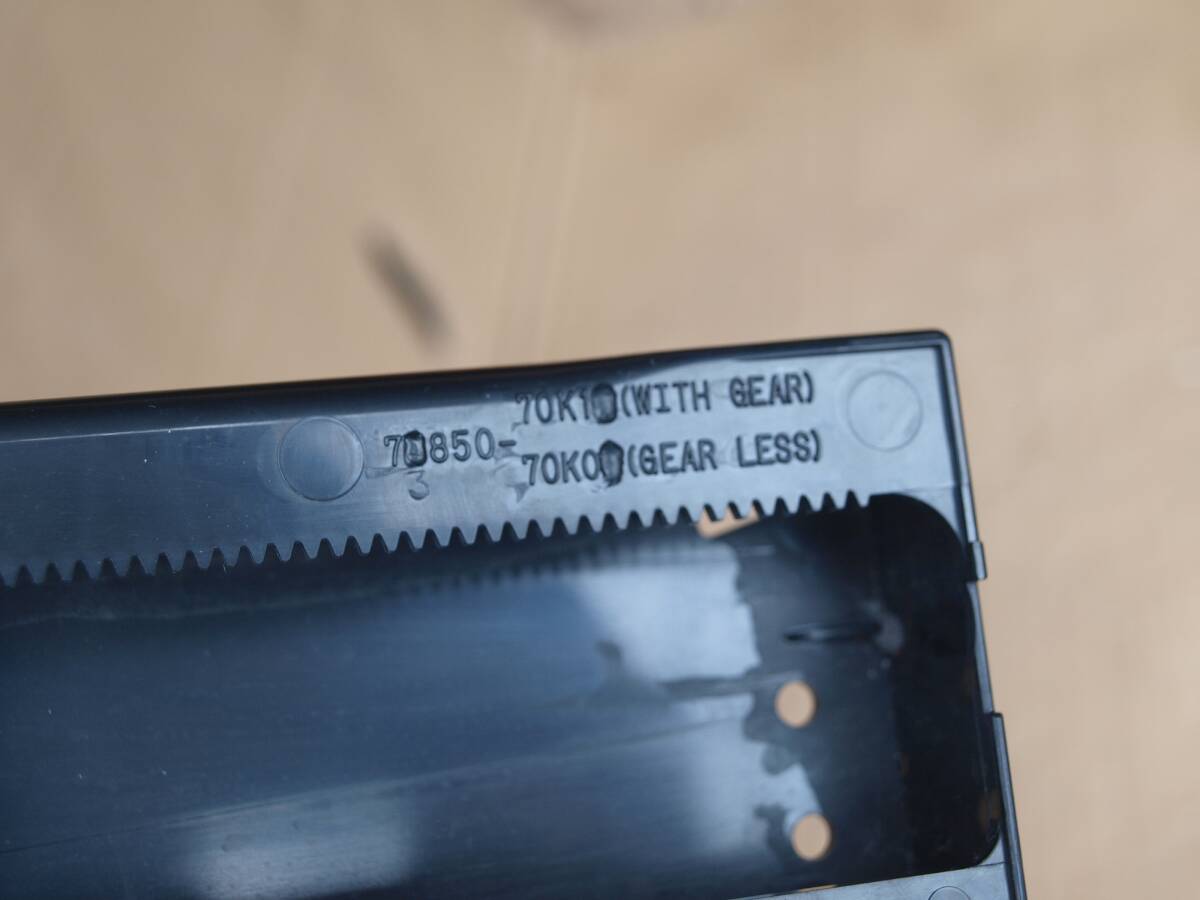 70K1 (WITH GEAR)
7 850-
3
70K0 (GEAR LESS)